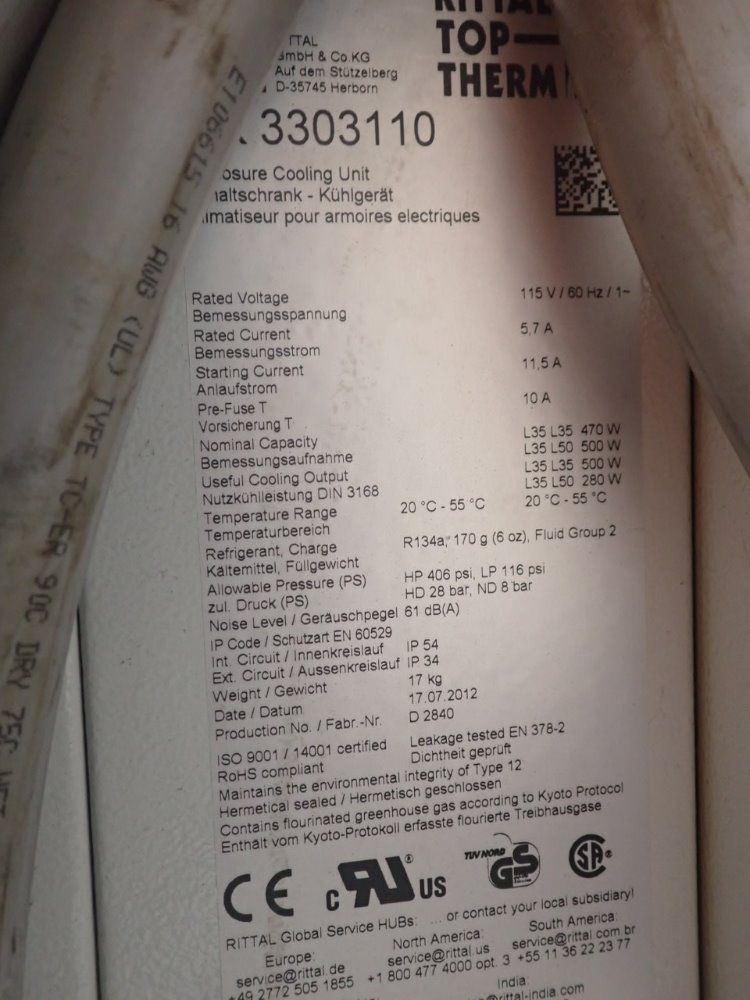 RITTAL
TOP-
THERM
GmbH & Co.KG
Auf dem Stützelberg
D-35745 Herborn
3303110
Cooling Unit
- Kühlgerät
pour armoires electriques
Rated Voltage 115 V / 60 Hz / 1~
Bemessungsspannung
Rated Current 5,7 A
Bemessungsstrom
Starting Current 11,5 A
Anlaufstrom
Pre-Fuse T 10 A
Vorsicherung T
Nominal Capacity L35 L35 470 W
Bemessungsaufnahme L35 L50 500 W
Useful Cooling Output L35 L35 500 W
Nutzkühlleistung DIN 3168 L35 L50 280 W
Temperature Range 20 °C - 55 °C 20 °C - 55 °C
Temperaturbereich
Refrigerant, Charge R134a, 170 g (6 oz), Fluid Group 2
Kältemittel, Füllgewicht
Allowable Pressure (PS) HP 406 psi, LP 116 psi
zul. Druck (PS) HD 28 bar, ND 8 bar
Noise Level / Geräuschpegel 61 dB(A)
IP Code / Schutzart EN 60529
Int. Circuit / Innenkreislauf IP 54
Ext. Circuit / Aussenkreislauf IP 34
Weight / Gewicht 17 kg
Date / Datum 17.07.2012
Production No. / Fabr.-Nr. D 2840
ISO 9001 / 14001 certified Leakage tested EN 378-2
RoHS compliant Dichtheit geprüft
Maintains the environmental integrity of Type 12
Hermetical sealed / Hermetisch geschlossen
Contains flourinated greenhouse gas according to Kyoto Protocol
Enthält vom Kyoto-Protokoll erfasste flourierte Treibhausgase
CE c RU US TÜV NORD GS SA
RITTAL Global Service HUBs: ... or contact your local subsidiary!
Europe: North America: South America:
service@rittal.de service@rittal.us service@rittal.com.br
+49 2772 505 1855 +1 800 477 4000 opt. 3 +55 11 36 22 23 77
India:
@rittal-india.com
E106615 16 AWG (UL) TYPE TC-ER 90C DRY 75C WET